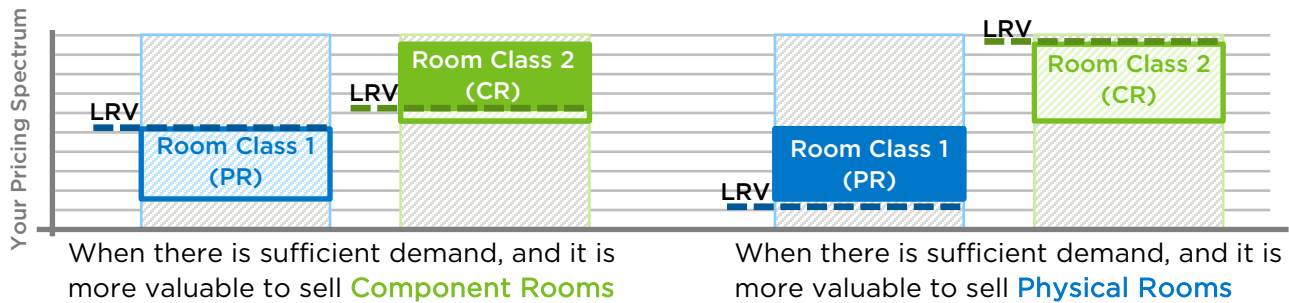 Your Pricing Spectrum
LRV
Room Class 1
(PR)
LRV
Room Class 2
(CR)
When there is sufficient demand, and it is
more valuable to sell Component Rooms
LRV
Room Class 1
(PR)
LRV
Room Class 2
(CR)
When there is sufficient demand, and it is
more valuable to sell Physical Rooms